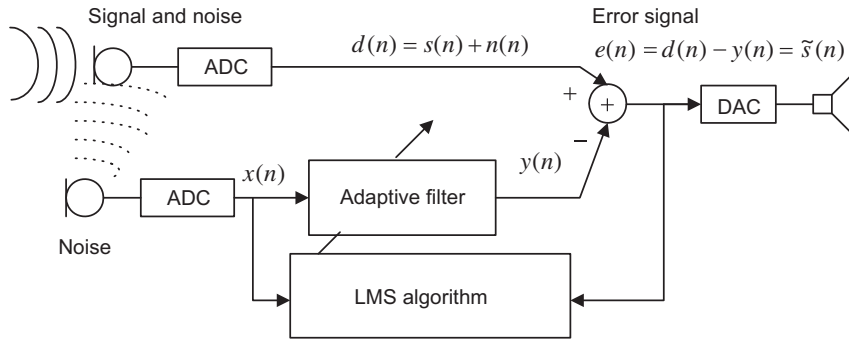 Signal and noise
Error signal
d(n) = s(n) + n(n)
e(n) = d(n) − y(n) = s̃(n)
ADC
+
+
DAC
−
ADC
x(n)
Adaptive filter
y(n)
Noise
LMS algorithm